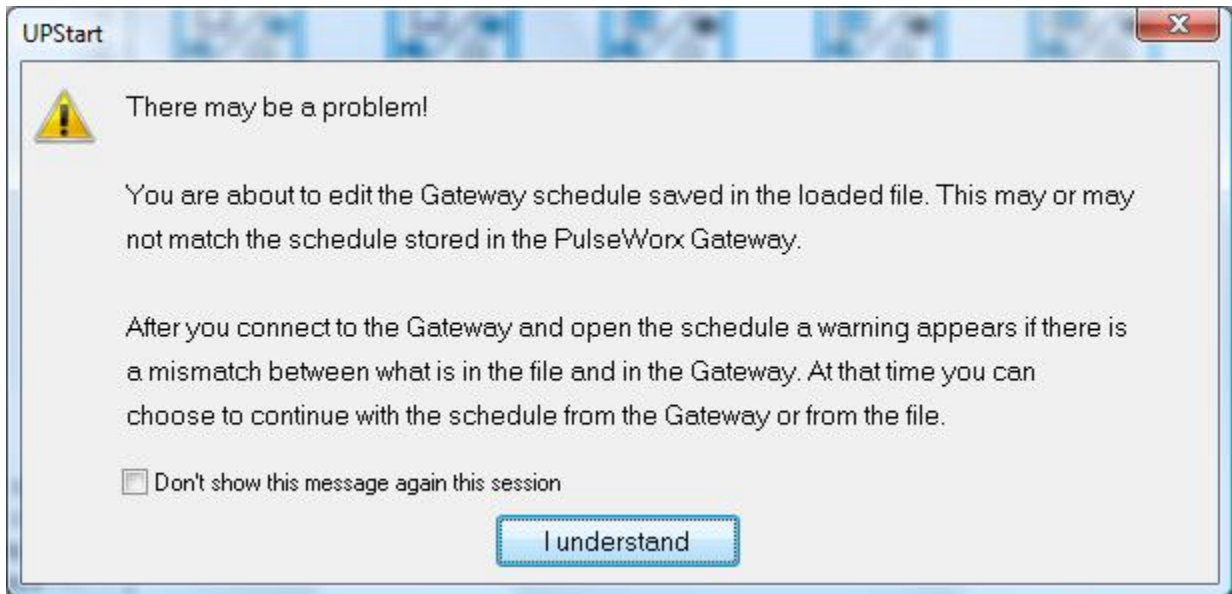 UPStart
There may be a problem!
You are about to edit the Gateway schedule saved in the loaded file. This may or may
not match the schedule stored in the PulseWorx Gateway.
After you connect to the Gateway and open the schedule a warning appears if there is
a mismatch between what is in the file and in the Gateway. At that time you can
choose to continue with the schedule from the Gateway or from the file.
Don't show this message again this session
I understand